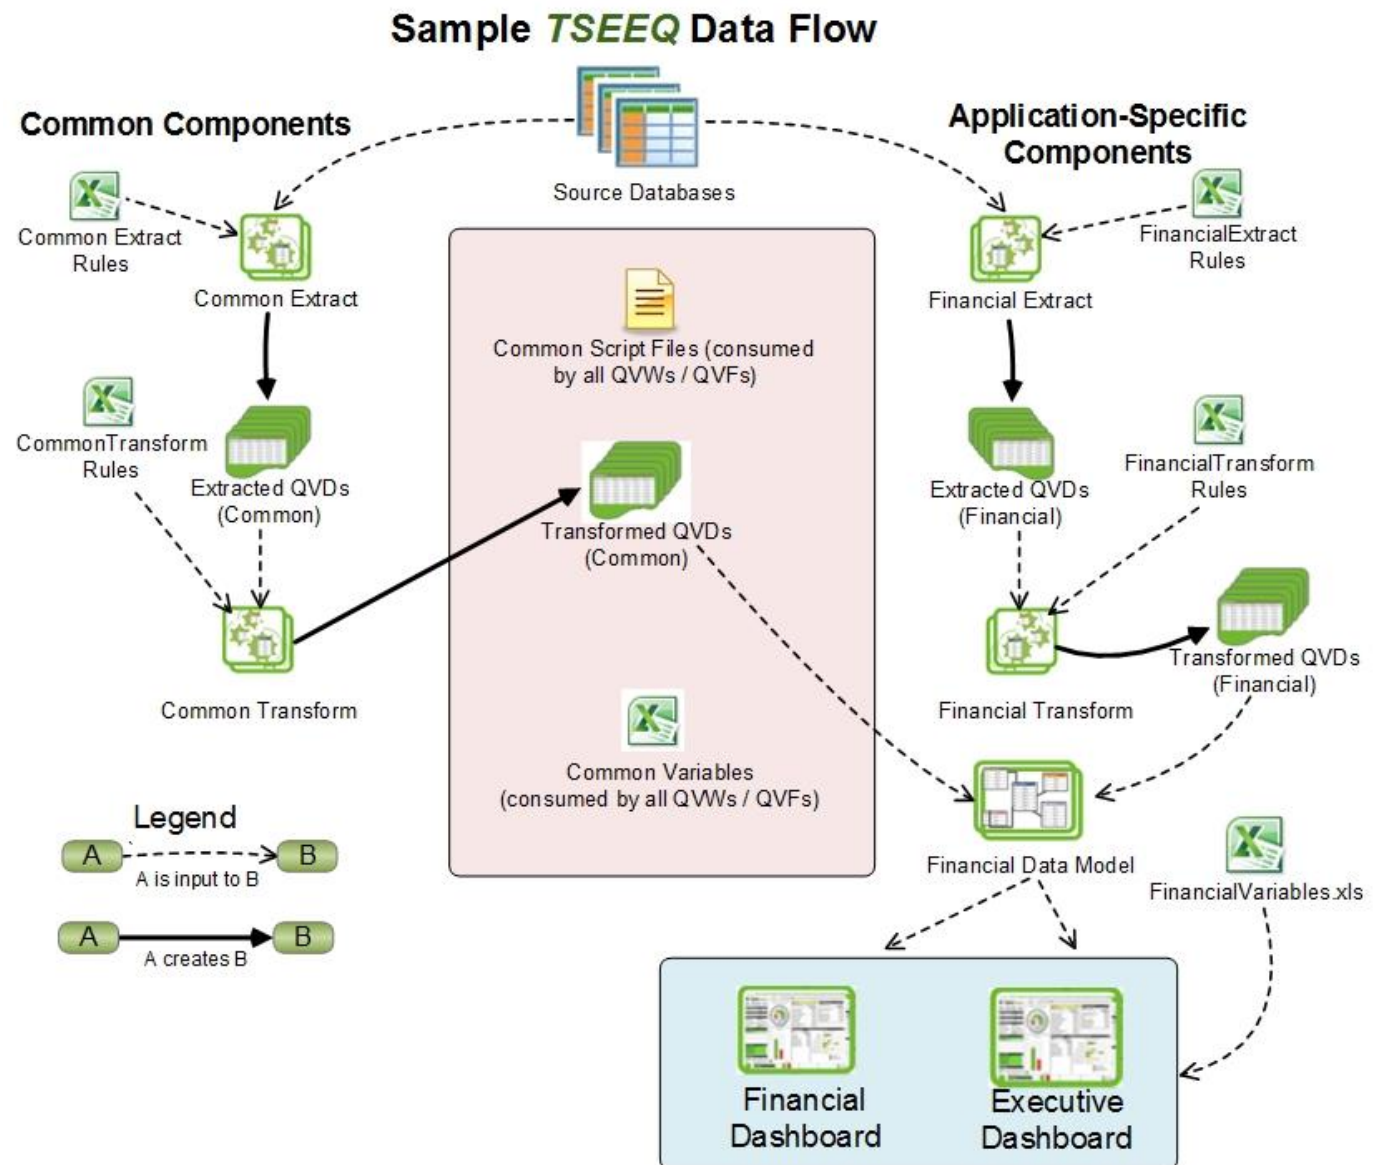 Sample TSEEQ Data Flow
Common Components
Application-Specific
Components
Source Databases
Common Extract
Rules
Common Extract
FinancialExtract
Rules
Financial Extract
Common Script Files (consumed
by all QVWs / QVFs)
CommonTransform
Rules
Extracted QVDs
(Common)
Transformed QVDs
(Common)
Extracted QVDs
(Financial)
FinancialTransform
Rules
Common Transform
Transformed QVDs
(Financial)
Financial Transform
Common Variables
(consumed by all QVWs / QVFs)
Legend
A
B
A is input to B
A
B
A creates B
Financial Data Model
FinancialVariables.xls
Financial
Dashboard
Executive
Dashboard